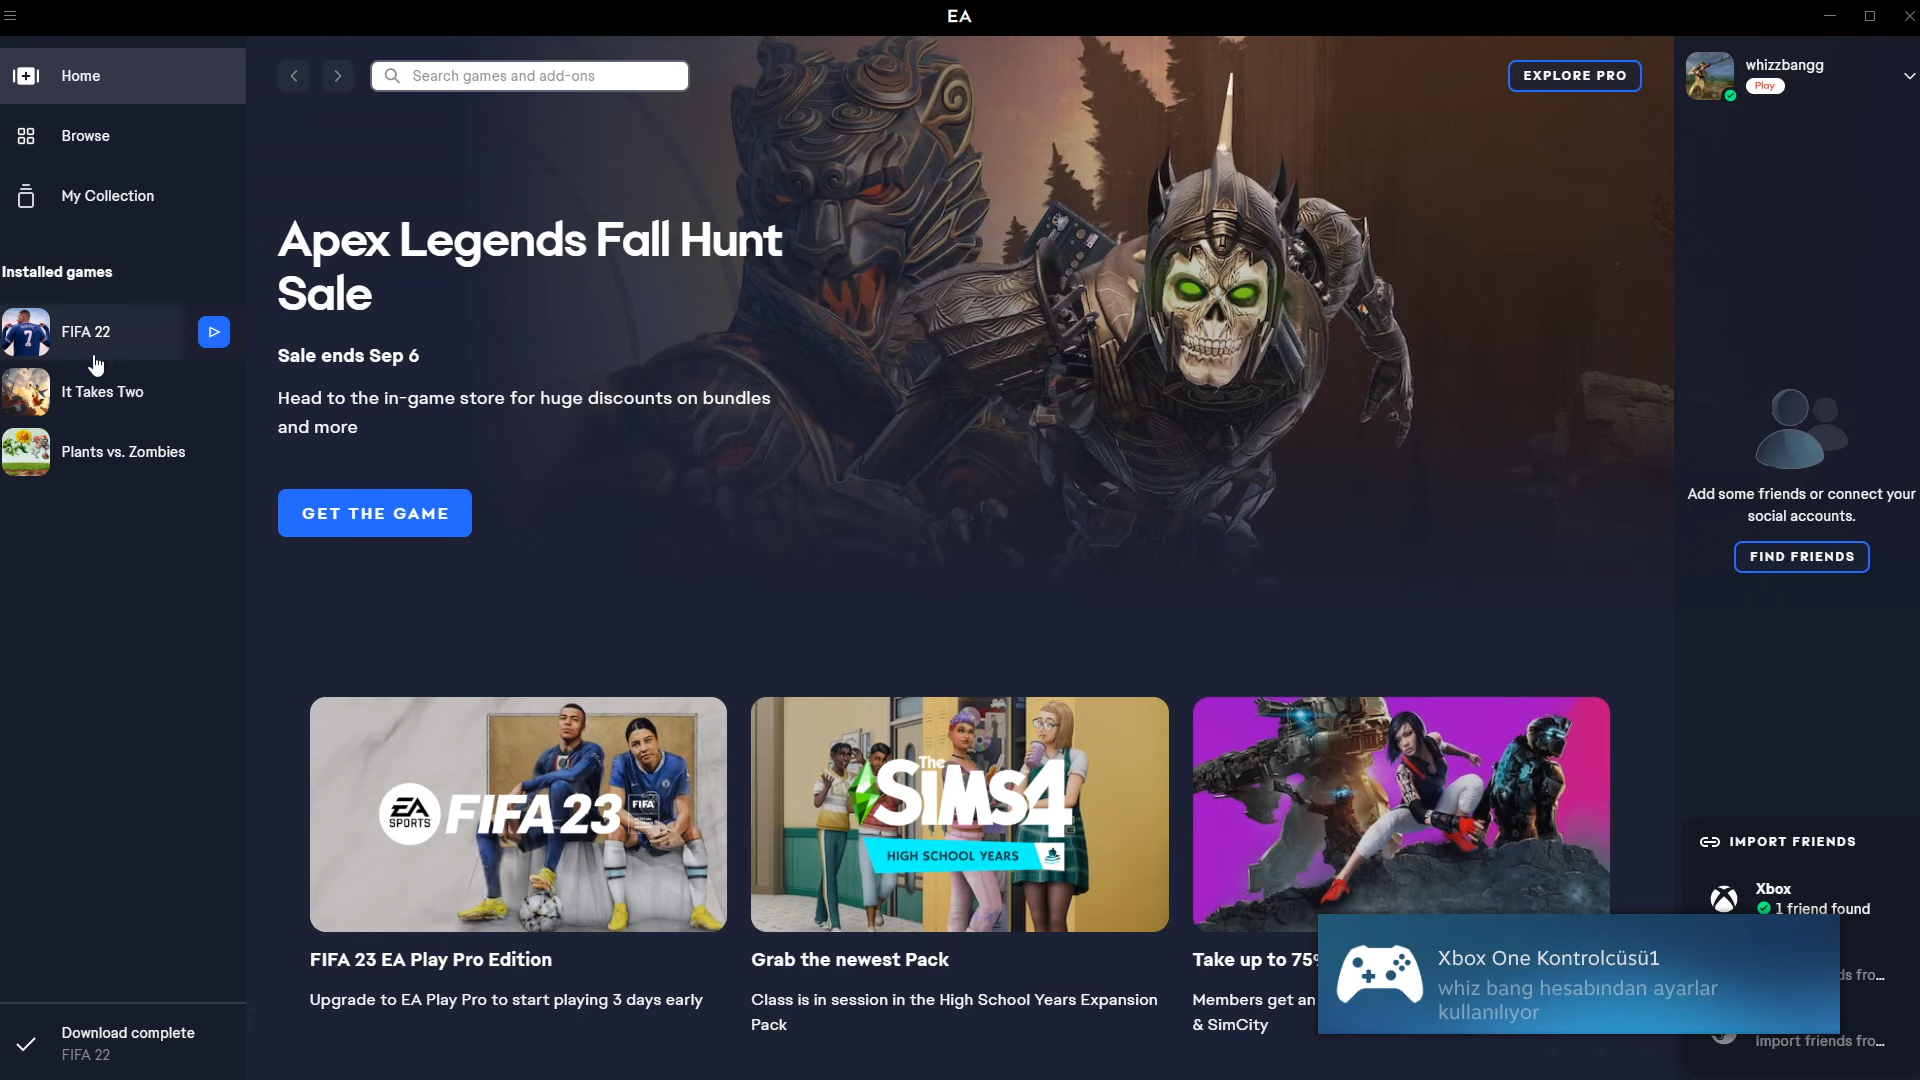 EA
Home
Browse
My Collection
Installed games
FIFA 22
It Takes Two
Plants vs. Zombies
Download complete
FIFA 22
Search games and add-ons
EXPLORE PRO
Apex Legends Fall Hunt
Sale
Sale ends Sep 6
Head to the in-game store for huge discounts on bundles
and more
GET THE GAME
EA SPORTS FIFA 23 FIFA
FIFA 23 EA Play Pro Edition
Upgrade to EA Play Pro to start playing 3 days early
The SIMS 4
HIGH SCHOOL YEARS
Grab the newest Pack
Class is in session in the High School Years Expansion
Pack
Take up to 75
Members get an
& SimCity
whizzbangg
Play
Add some friends or connect your
social accounts.
FIND FRIENDS
IMPORT FRIENDS
Xbox
1 friend found
ds fro...
Import friends fro...
Xbox One Kontrolcüsü1
whiz bang hesabından ayarlar
kullanılıyor